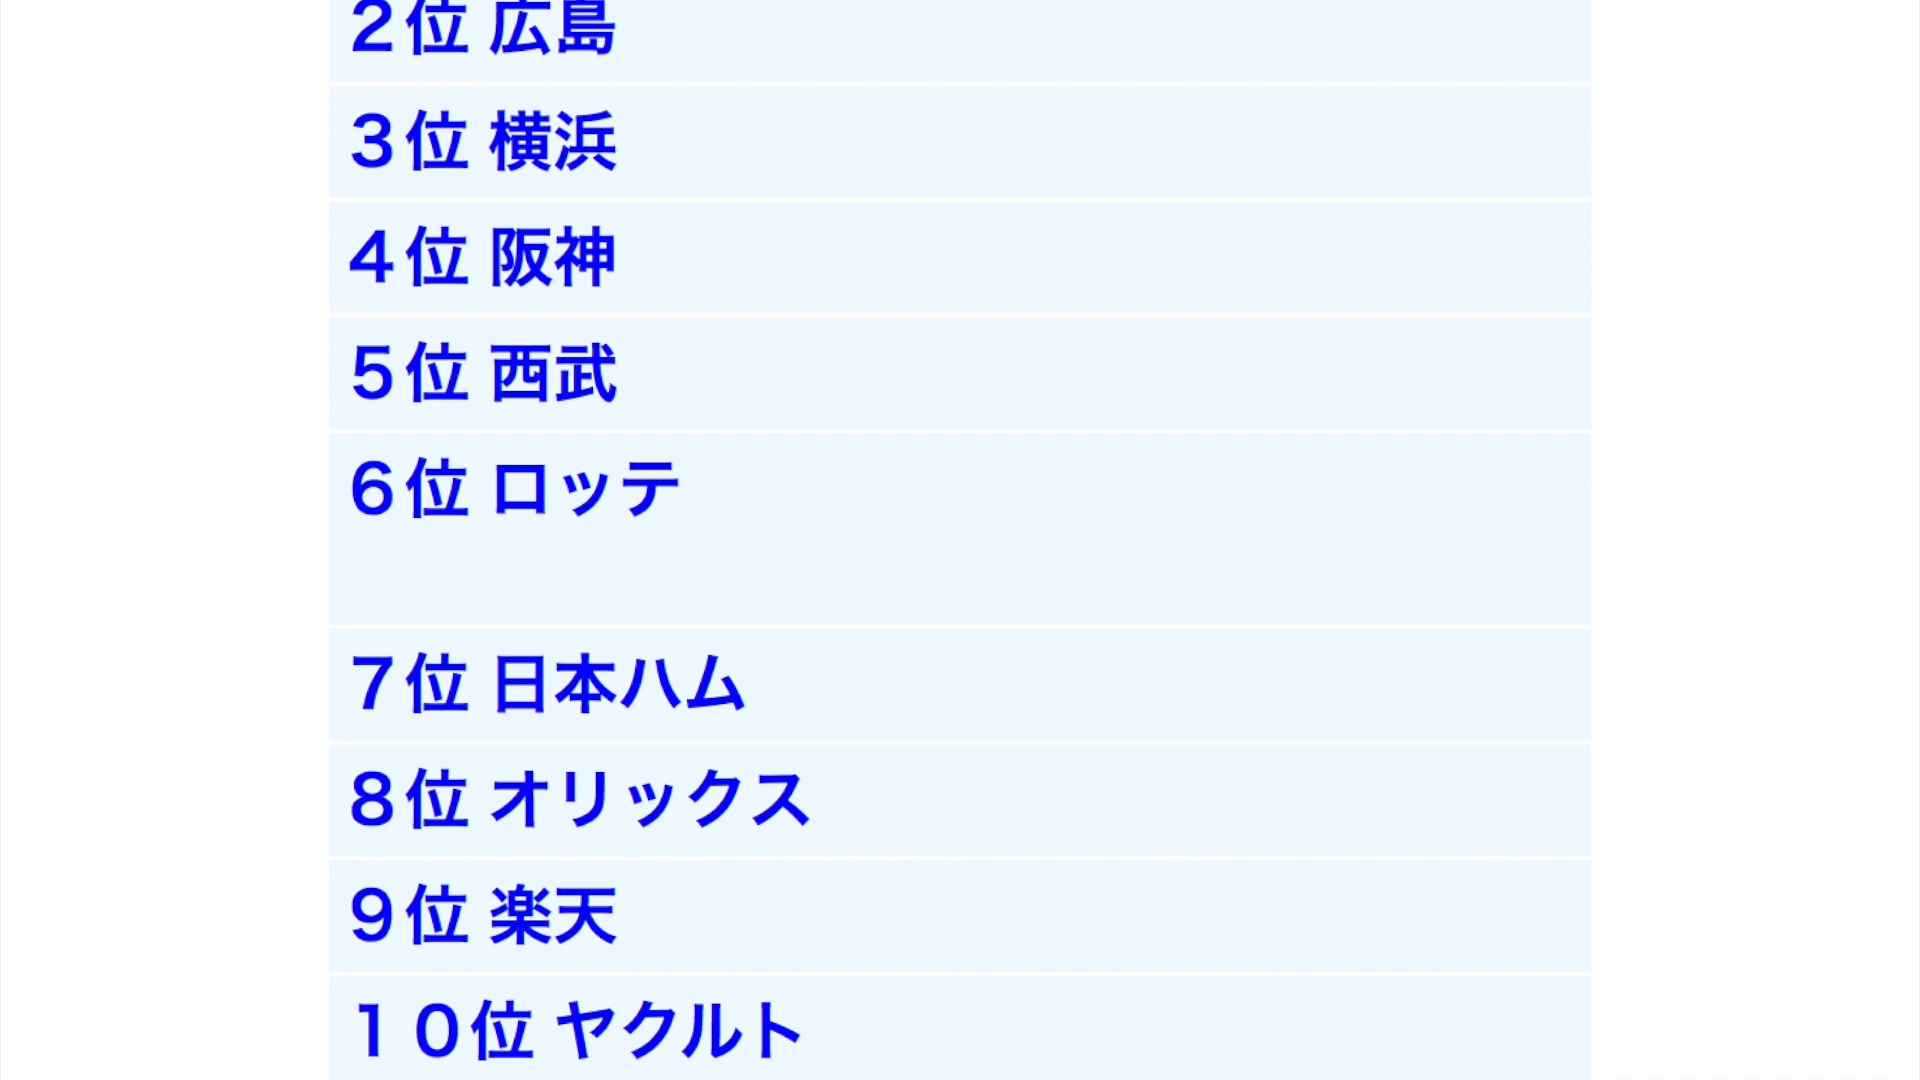 ２位 広島
３位 横浜
４位 阪神
５位 西武
６位 ロッテ
７位 日本ハム
８位 オリックス
９位 楽天
１０位 ヤクルト